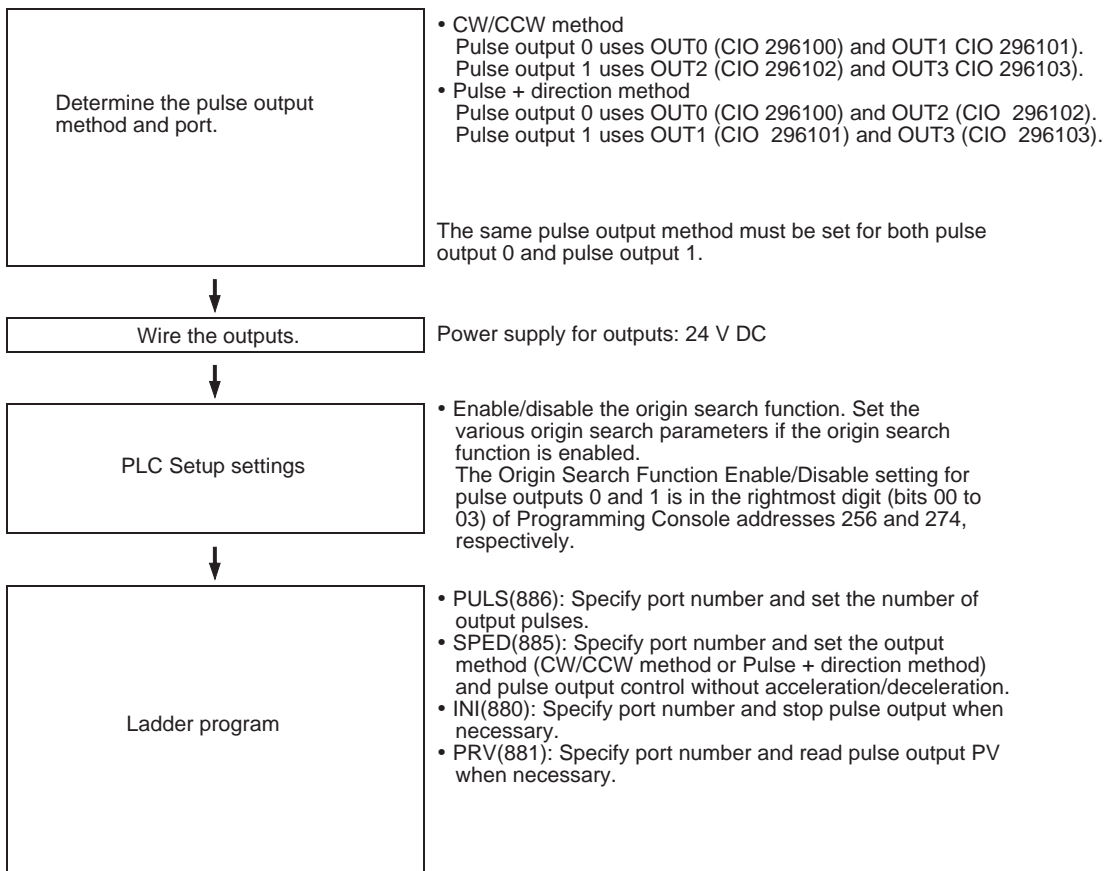 Determine the pulse output
method and port.
• CW/CCW method
Pulse output 0 uses OUT0 (CIO 296100) and OUT1 CIO 296101).
Pulse output 1 uses OUT2 (CIO 296102) and OUT3 CIO 296103).
• Pulse + direction method
Pulse output 0 uses OUT0 (CIO 296100) and OUT2 (CIO 296102).
Pulse output 1 uses OUT1 (CIO 296101) and OUT3 (CIO 296103).
The same pulse output method must be set for both pulse
output 0 and pulse output 1.
Wire the outputs.
Power supply for outputs: 24 V DC
PLC Setup settings
• Enable/disable the origin search function. Set the
various origin search parameters if the origin search
function is enabled.
The Origin Search Function Enable/Disable setting for
pulse outputs 0 and 1 is in the rightmost digit (bits 00 to
03) of Programming Console addresses 256 and 274,
respectively.
Ladder program
• PULS(886): Specify port number and set the number of
output pulses.
• SPED(885): Specify port number and set the output
method (CW/CCW method or Pulse + direction method)
and pulse output control without acceleration/deceleration.
• INI(880): Specify port number and stop pulse output when
necessary.
• PRV(881): Specify port number and read pulse output PV
when necessary.